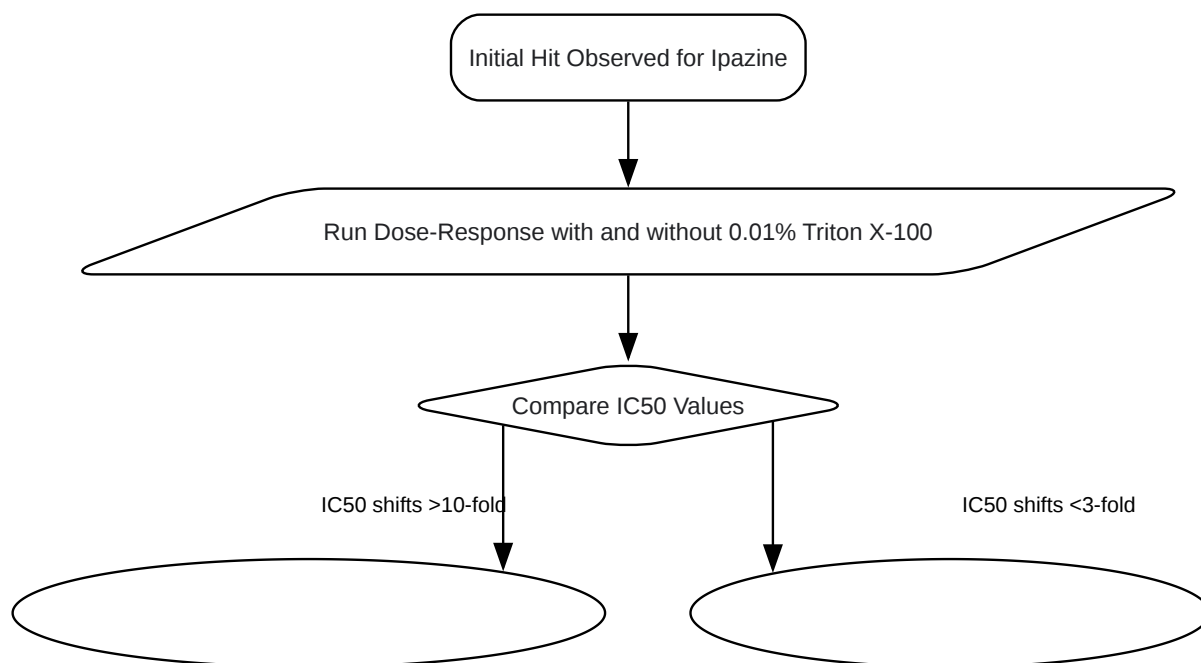 Initial Hit Observed for Ipazine
Run Dose-Response with and without 0.01% Triton X-100
Compare IC50 Values
IC50 shifts >10-fold
IC50 shifts <3-fold